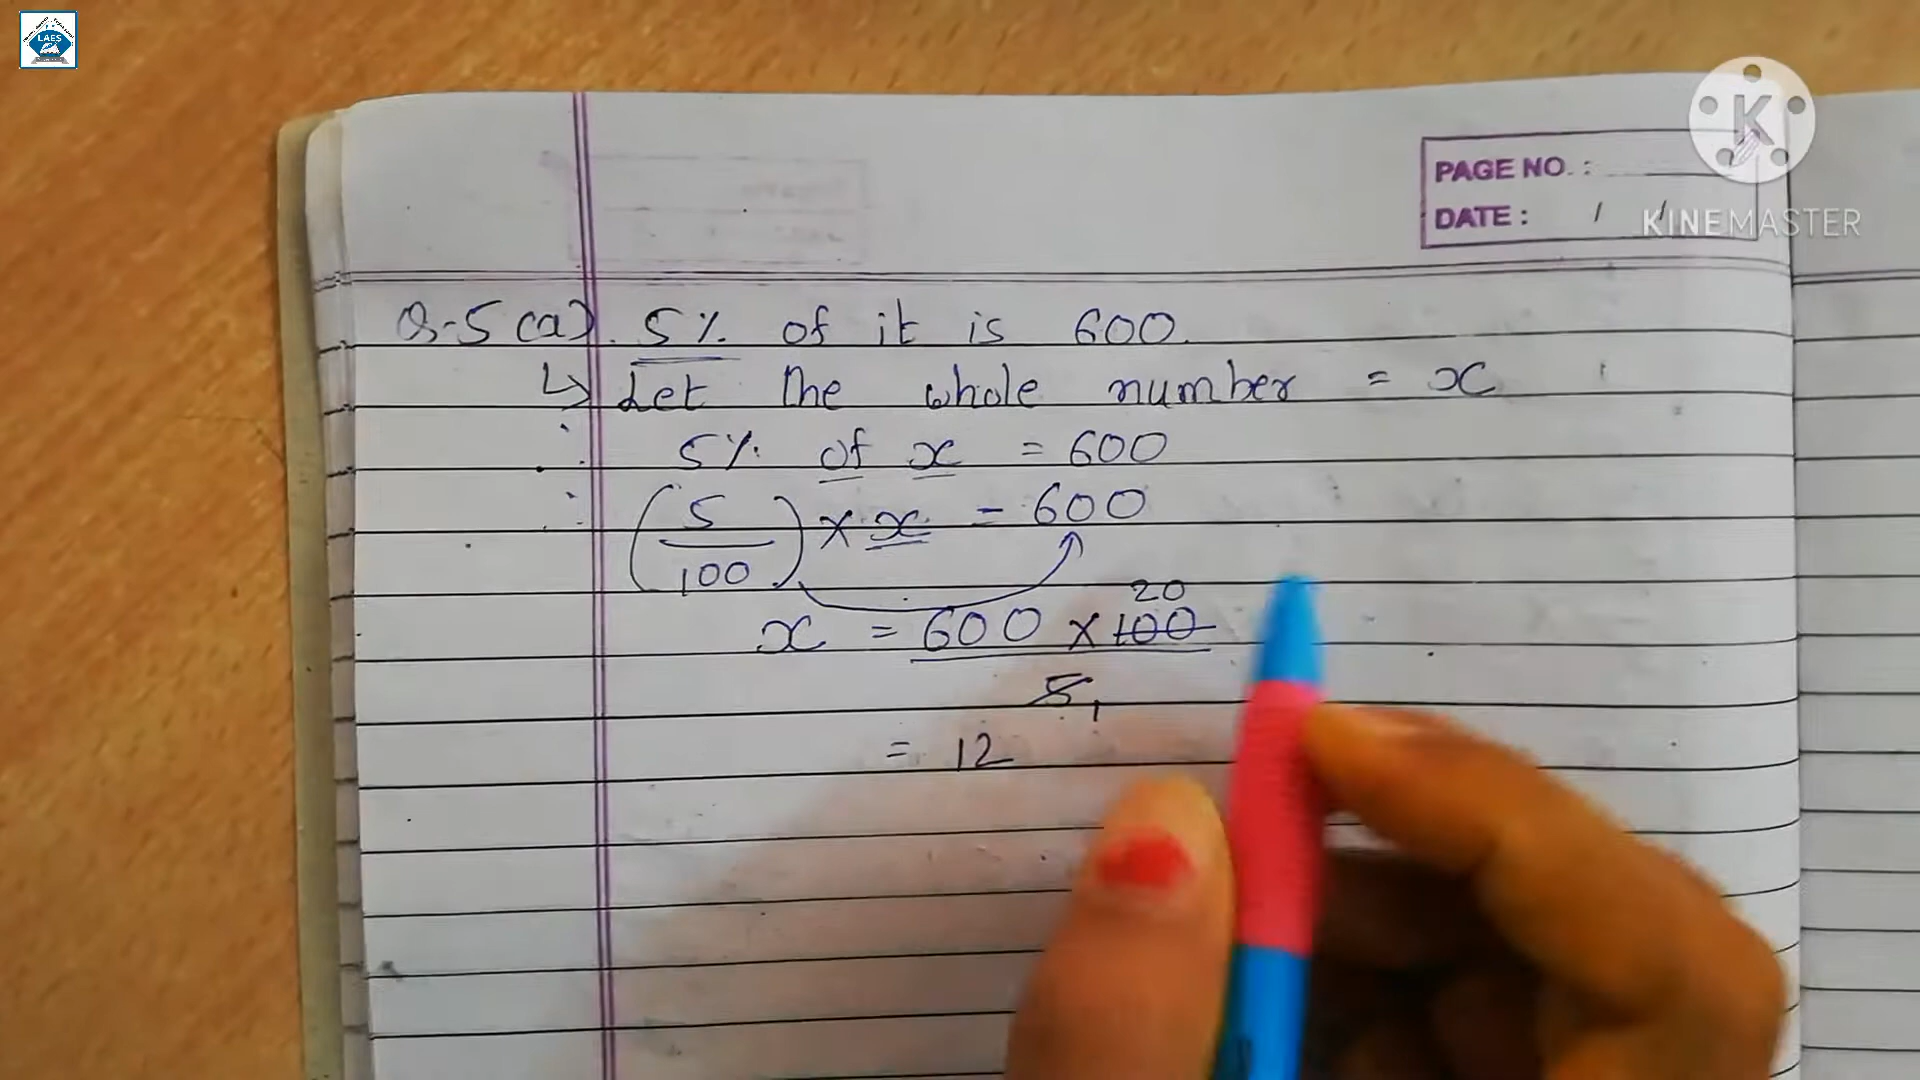 LAES
K
PAGE NO. :
DATE : / /
KINEMASTER
Q-5 (a). 5% of it is 600.
↳ Let the whole number = x
∴ 5% of x = 600
∴ (5/100) × x = 600
20
x = 600 × 100
5 1
= 12